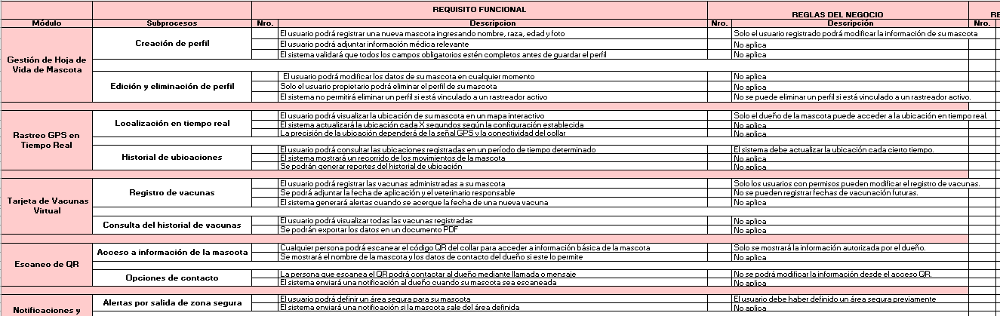 REQUISITO FUNCIONAL
REGLAS DEL NEGOCIO
RE
Módulo Subprocesos Nro. Descripcion Nro. Descripción Nro.
Gestión de Hoja de
Vida de Mascota
Creación de perfil
El usuario podrá registrar una nueva mascota ingresando nombre, raza, edad y foto
Solo el usuario registrado podrá modificar la información de su mascota
El usuario podrá adjuntar información médica relevante
No aplica
El sistema validará que todos los campos obligatorios estén completos antes de guardar el perfil
No aplica
Edición y eliminación de perfil
El usuario podrá modificar los datos de su mascota en cualquier momento
No aplica
Solo el usuario propietario podrá eliminar el perfil de su mascota
No aplica
El sistema no permitirá eliminar un perfil si está vinculado a un rastreador activo
No se puede eliminar un perfil si está vinculado a un rastreador activo.
Rastreo GPS en
Tiempo Real
Localización en tiempo real
El usuario podrá visualizar la ubicación de su mascota en un mapa interactivo
Solo el dueño de la mascota puede acceder a la ubicación en tiempo real.
El sistema actualizará la ubicación cada X segundos según la configuración establecida
No aplica
La precisión de la ubicación dependerá de la señal GPS y la conectividad del collar
No aplica
Historial de ubicaciones
El usuario podrá consultar las ubicaciones registradas en un período de tiempo determinado
El sistema debe actualizar la ubicación cada cierto tiempo.
El sistema mostrará un recorrido de los movimientos de la mascota
No aplica
Se podrán generar reportes del historial de ubicación
No aplica
Tarjeta de Vacunas
Virtual
Registro de vacunas
El usuario podrá registrar las vacunas administradas a su mascota
Solo los usuarios con permisos pueden modificar el registro de vacunas.
Se podrá adjuntar la fecha de aplicación y el veterinario responsable
No se pueden registrar fechas de vacunación futuras.
El sistema generará alertas cuando se acerque la fecha de una nueva vacuna
No aplica
Consulta del historial de vacunas
El usuario podrá visualizar todas las vacunas registradas
No aplica
Se podrán exportar los datos en un documento PDF
No aplica
Escaneo de QR
Acceso a información de la mascota
Cualquier persona podrá escanear el código QR del collar para acceder a información básica de la mascota
Solo se mostrará la información autorizada por el dueño.
Se mostrará el nombre de la mascota y los datos de contacto del dueño si este lo permite
No aplica
Opciones de contacto
La persona que escanea el QR podrá contactar al dueño mediante llamada o mensaje
No se podrá modificar la información desde el acceso QR.
El sistema enviará una notificación al dueño cuando su mascota sea escaneada
No aplica
Notificaciones y
Alertas por salida de zona segura
El usuario podrá definir un área segura para su mascota
El usuario debe haber definido un área segura previamente
El sistema enviará una notificación si la mascota sale del área definida
No aplica